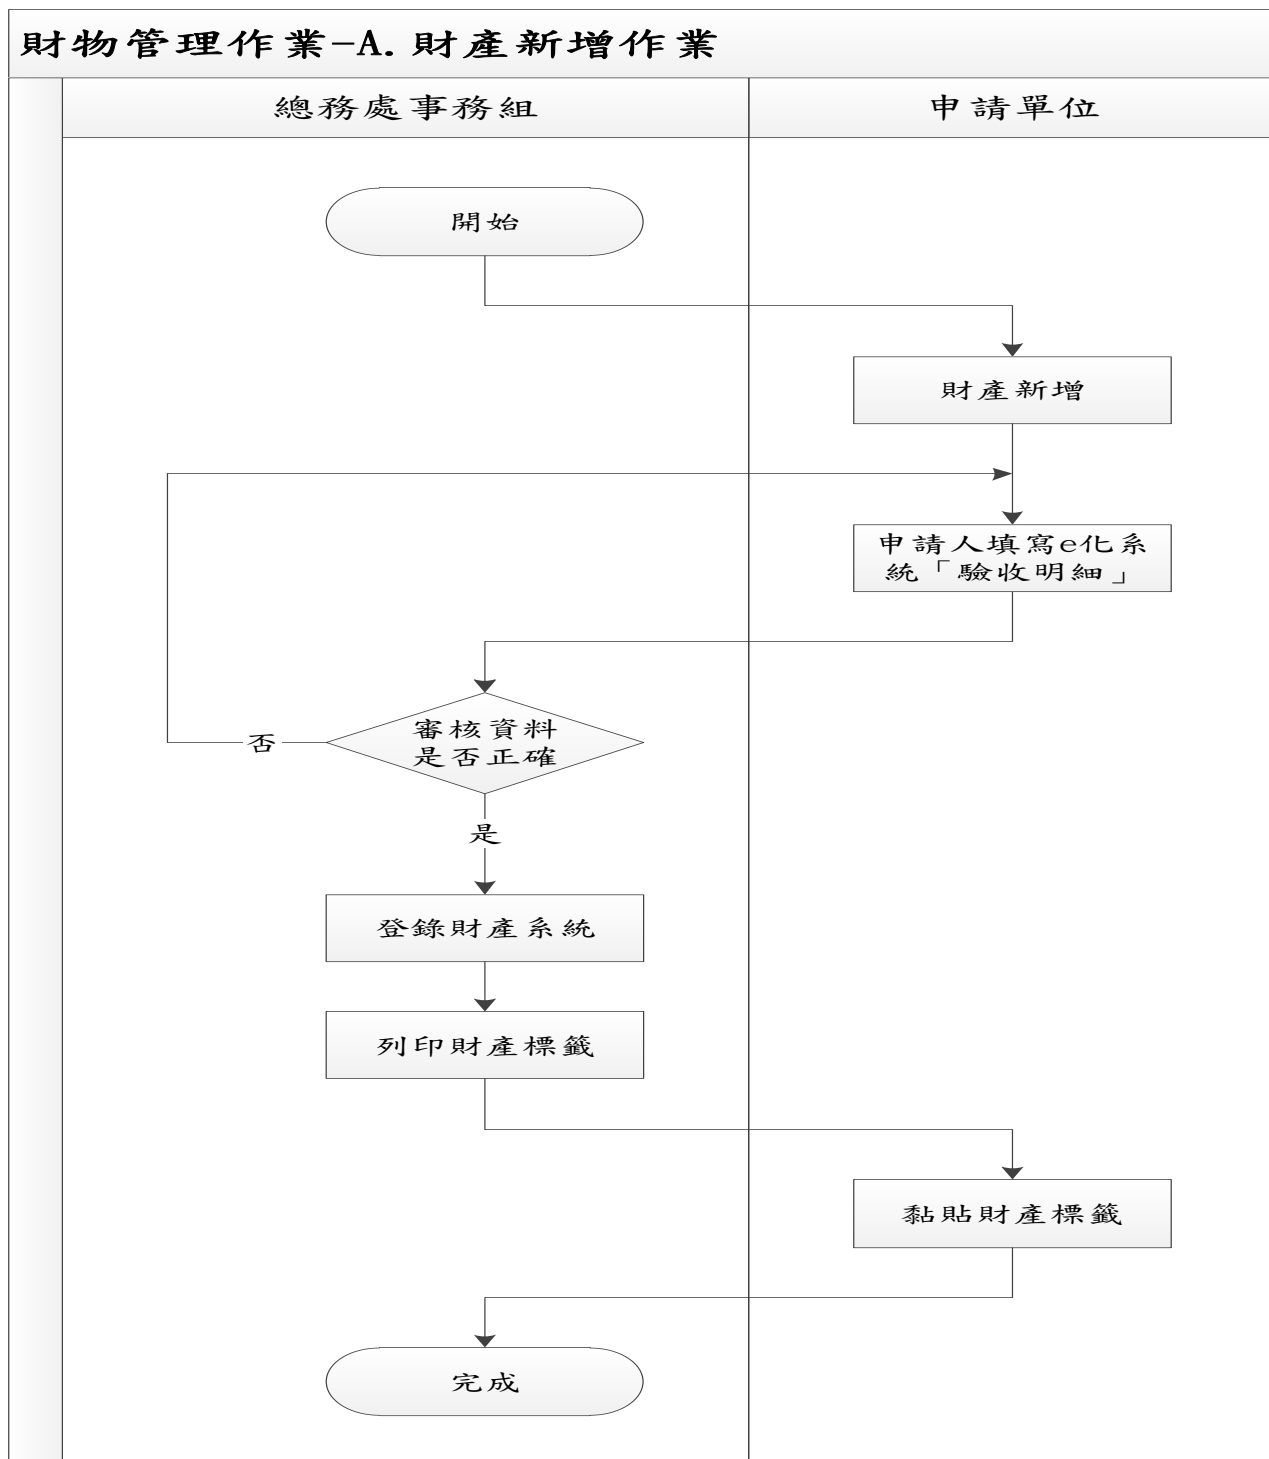 財物管理作業-A.財產新增作業
總務處事務組
申請單位
開始
財產新增
申請人填寫e化系
統「驗收明細」
審核資料
是否正確
否
是
登錄財產系統
列印財產標籤
黏貼財產標籤
完成